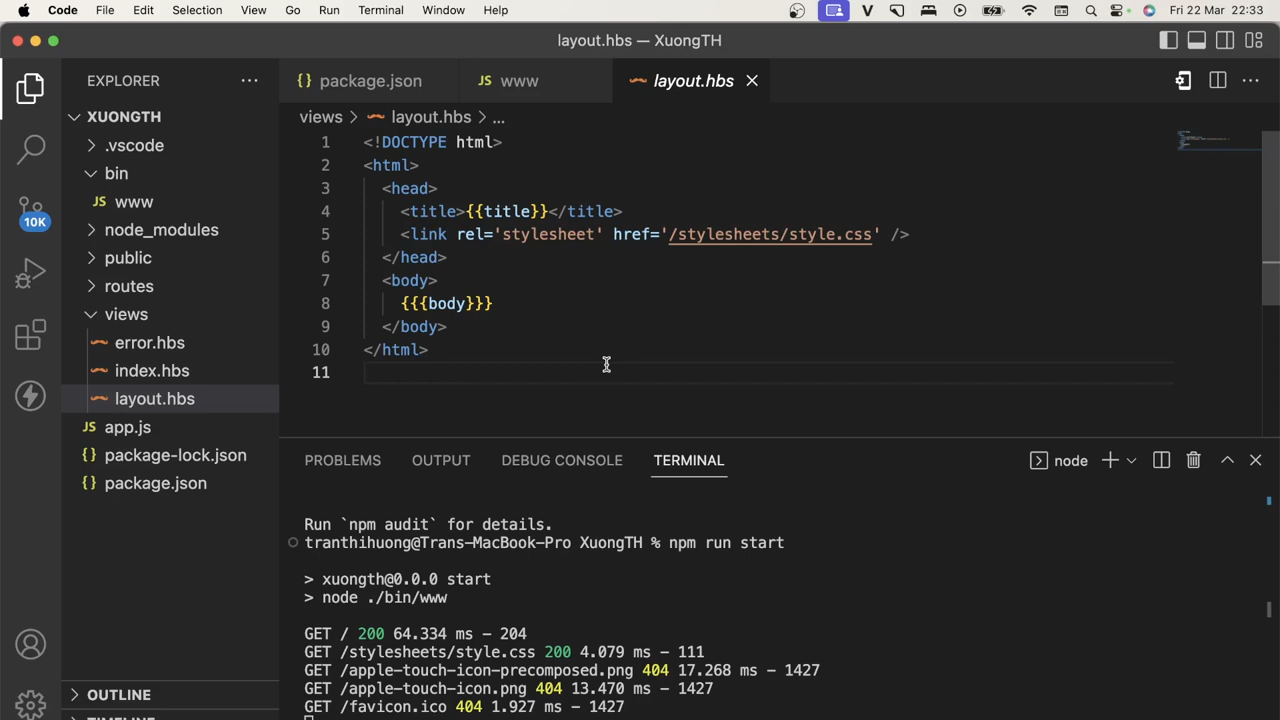 Code File Edit Selection View Go Run Terminal Window Help Fri 22 Mar 22:33
layout.hbs — XuongTH
EXPLORER
package.json
JS www
layout.hbs
XUONGTH
.vscode
bin
JS www
node_modules
public
routes
views
error.hbs
index.hbs
layout.hbs
JS app.js
{} package-lock.json
{} package.json
OUTLINE
10K
views > layout.hbs > ...
1 <!DOCTYPE html>
2 <html>
3 <head>
4 <title>{{title}}</title>
5 <link rel='stylesheet' href='/stylesheets/style.css' />
6 </head>
7 <body>
8 {{{body}}}
9 </body>
10 </html>
11
PROBLEMS OUTPUT DEBUG CONSOLE TERMINAL
node
Run `npm audit` for details.
tranthihuong@Trans-MacBook-Pro XuongTH % npm run start
> xuongth@0.0.0 start
> node ./bin/www
GET / 200 64.334 ms - 204
GET /stylesheets/style.css 200 4.079 ms - 111
GET /apple-touch-icon-precomposed.png 404 17.268 ms - 1427
GET /apple-touch-icon.png 404 13.470 ms - 1427
GET /favicon.ico 404 1.927 ms - 1427